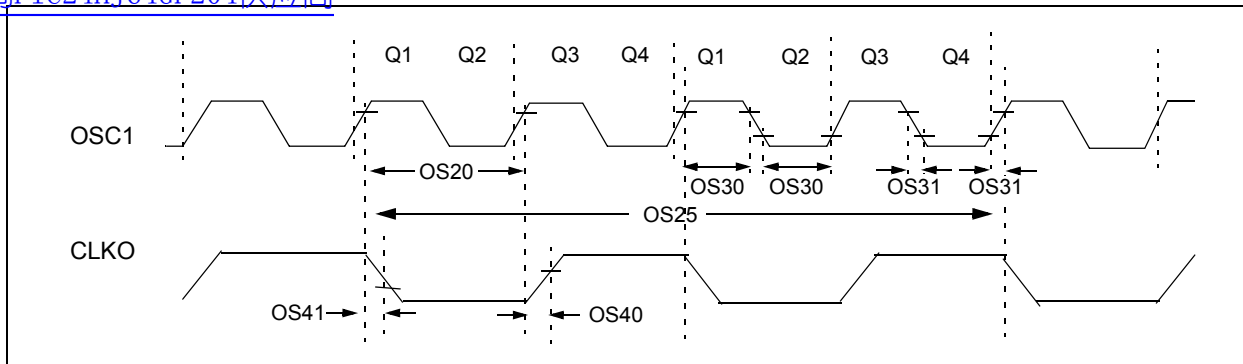 Q1 Q2 Q3 Q4 Q1 Q2 Q3 Q4
OSC1
OS20 OS30 OS30 OS31 OS31
OS25
CLKO
OS41 OS40